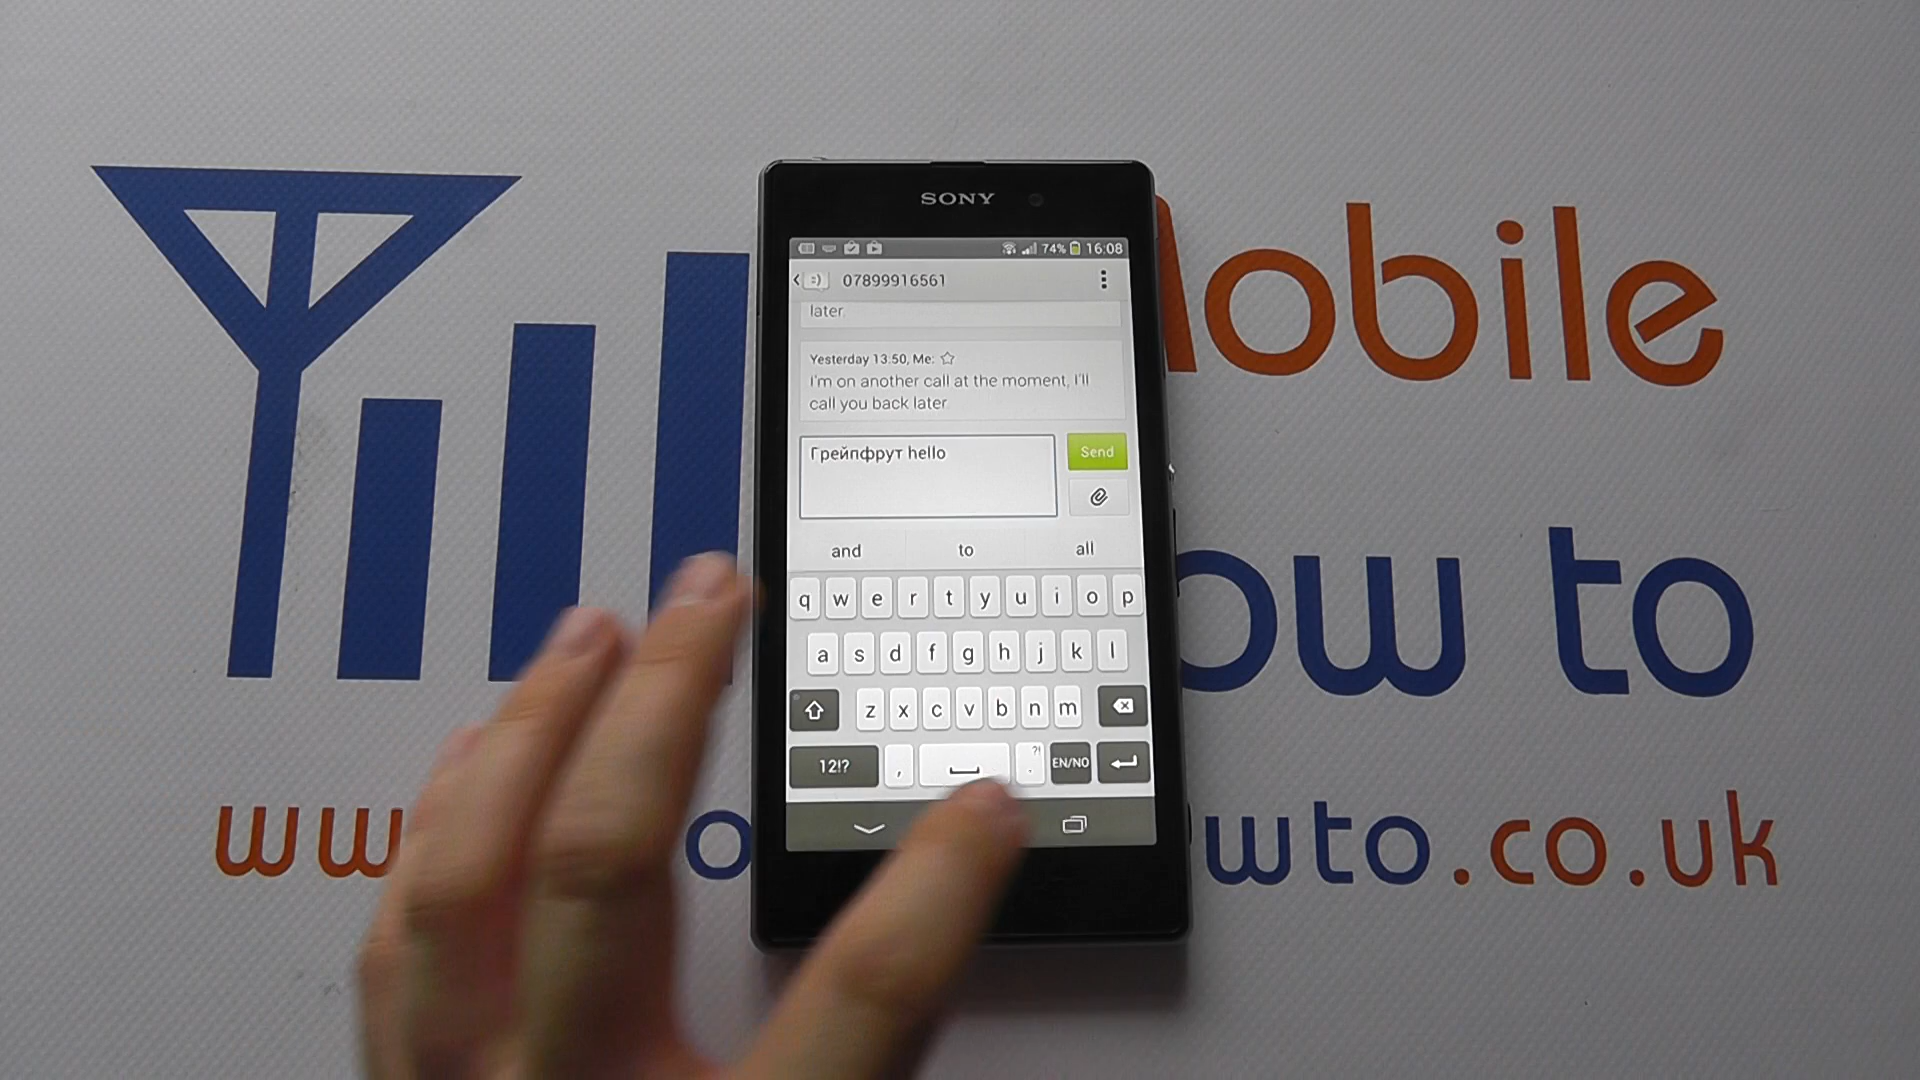 SONY
74% 16:08
07899916561
later
Yesterday 13:50, Me:
I'm on another call at the moment, I'll
call you back later
Грейпфрут hello
Send
and to all
q w e r t y u i o p
a s d f g h j k l
z x c v b n m
12!? , ?! . EN/NO
Mobile
ow to
ww o wto.co.uk